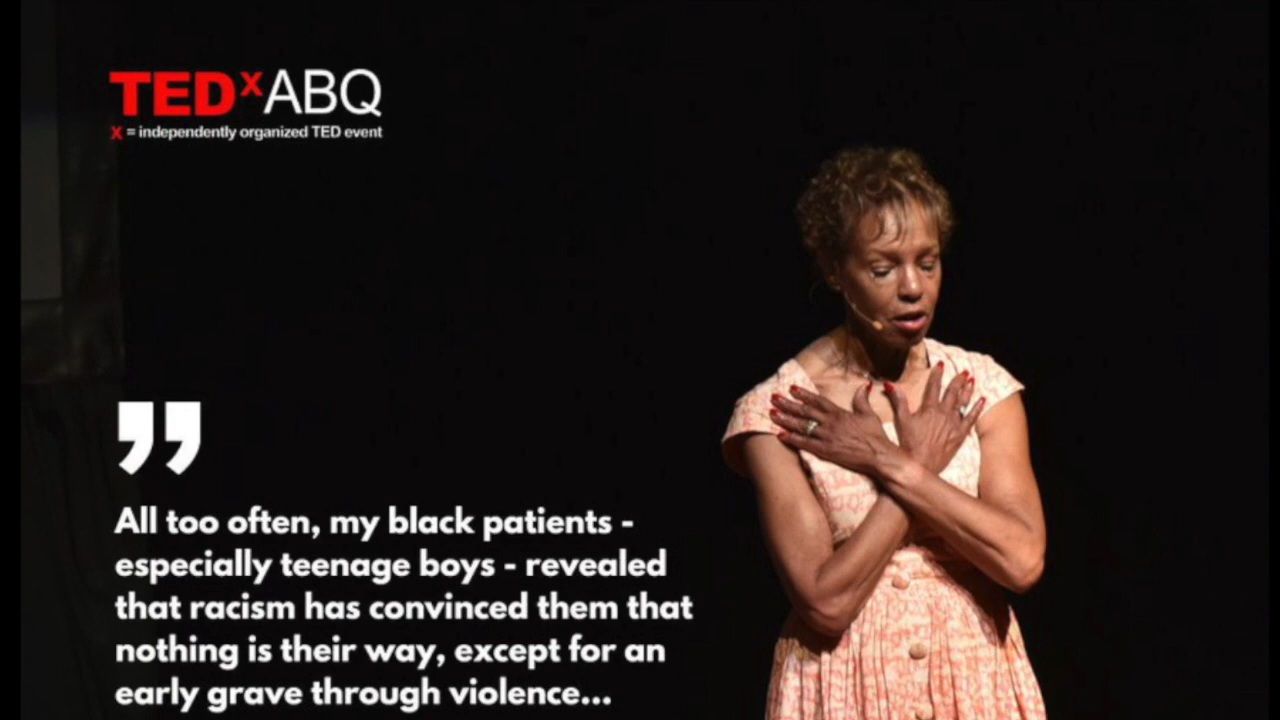 TEDxABQ
x = independently organized TED event
”
All too often, my black patients -
especially teenage boys - revealed
that racism has convinced them that
nothing is their way, except for an
early grave through violence...